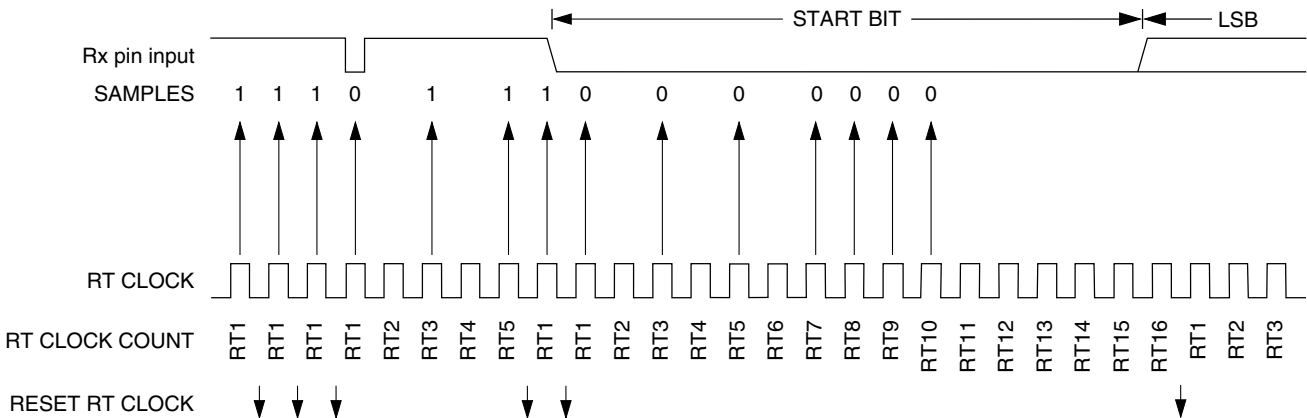 START BIT
LSB
Rx pin input
SAMPLES 1 1 1 0 1 1 1 0 0 0 0 0 0 0
RT CLOCK
RT CLOCK COUNT RT1 RT1 RT1 RT1 RT2 RT3 RT4 RT5 RT1 RT1 RT2 RT3 RT4 RT5 RT6 RT7 RT8 RT9 RT10 RT11 RT12 RT13 RT14 RT15 RT16 RT1 RT2 RT3
RESET RT CLOCK